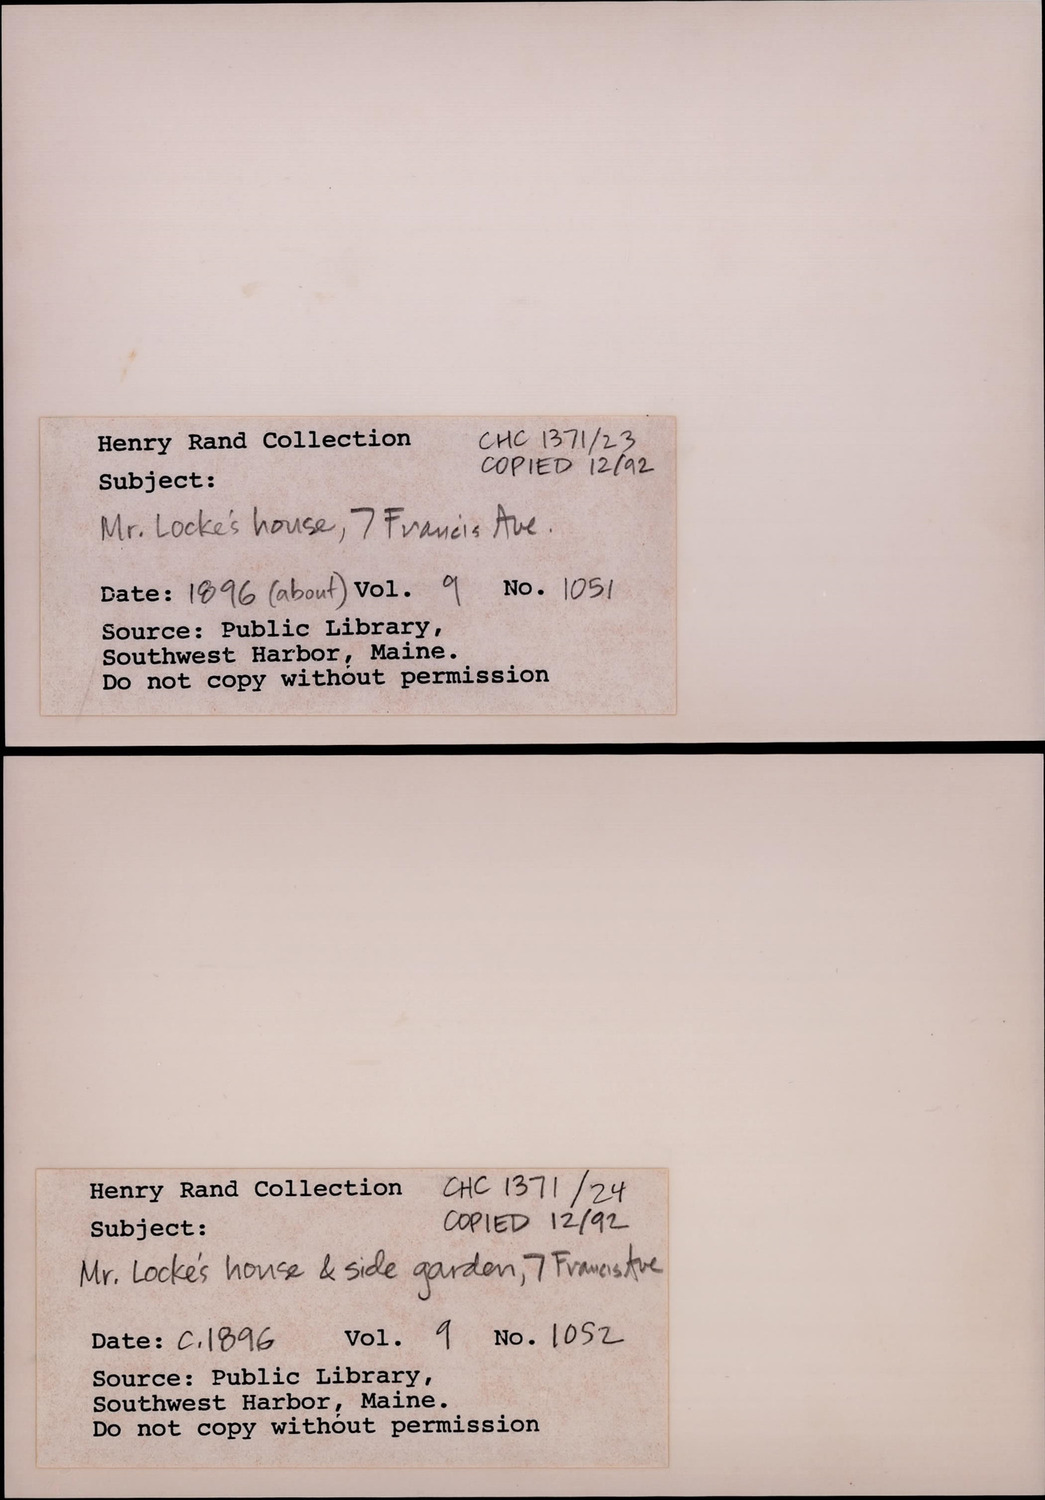 Henry Rand Collection CHC 1371/23
COPIED 12/92
Subject:
Mr. Locke's house, 7 Francis Ave.
Date: 1896 (about) Vol. 9 No. 1051
Source: Public Library,
Southwest Harbor, Maine.
Do not copy without permission
Henry Rand Collection CHC 1371/24
COPIED 12/92
Subject:
Mr. Locke's house & side garden, 7 Francis Ave
Date: C.1896 Vol. 9 No. 1052
Source: Public Library,
Southwest Harbor, Maine.
Do not copy without permission